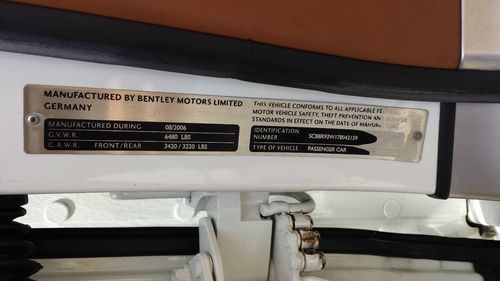 MANUFACTURED BY BENTLEY MOTORS LIMITED
GERMANY
MANUFACTURED DURING 08/2006
G.V.W.R. 6480 LBS
G.A.W.R. FRONT/REAR 3420 / 3220 LBS
THIS VEHICLE CONFORMS TO ALL APPLICABLE
MOTOR VEHICLE SAFETY, THEFT PREVENTION AND
STANDARDS IN EFFECT ON THE DATE OF
IDENTIFICATION
NUMBER SCBBR93W178042159
TYPE OF VEHICLE PASSENGER CAR